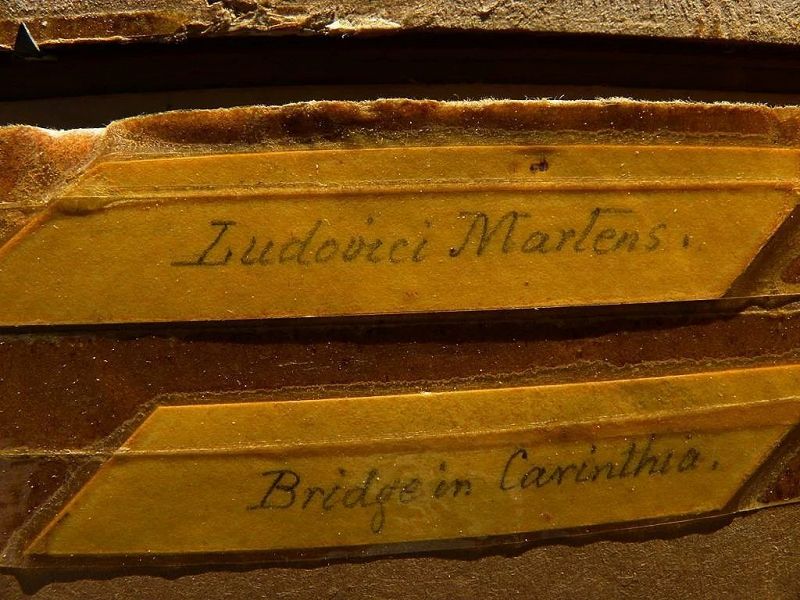 Ludovici Martens.
Bridge in Carinthia.